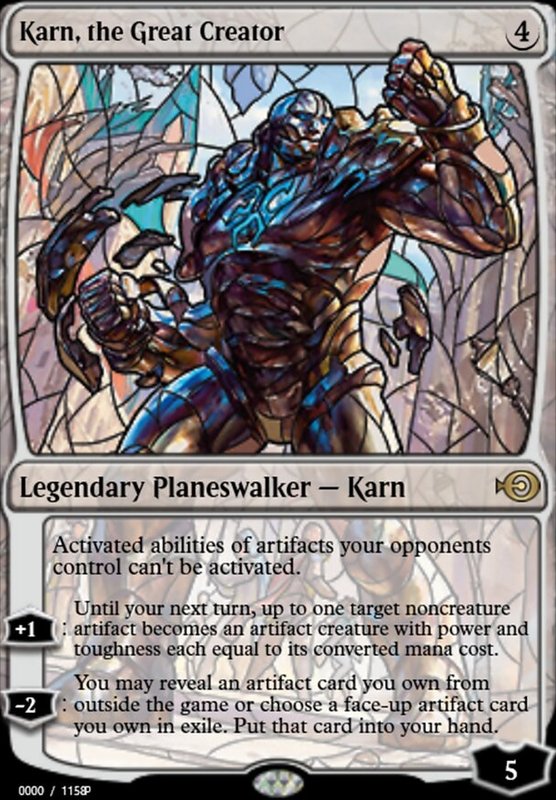 Karn, the Great Creator 4
Legendary Planeswalker — Karn
Activated abilities of artifacts your opponents
control can't be activated.
Until your next turn, up to one target noncreature
+1 : artifact becomes an artifact creature with power and
toughness each equal to its converted mana cost.
You may reveal an artifact card you own from
-2 : outside the game or choose a face-up artifact card
you own in exile. Put that card into your hand.
5
0000 / 1158P